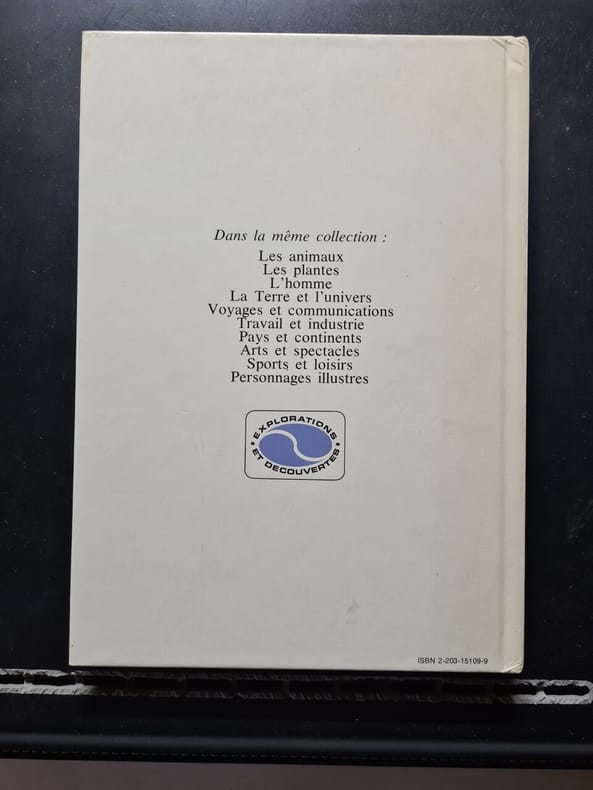 Dans la même collection :
Les animaux
Les plantes
L'homme
La Terre et l'univers
Voyages et communications
Travail et industrie
Pays et continents
Arts et spectacles
Sports et loisirs
Personnages illustres
• EXPLORATIONS •
ET DECOUVERTES
ISBN 2-203-15109-9